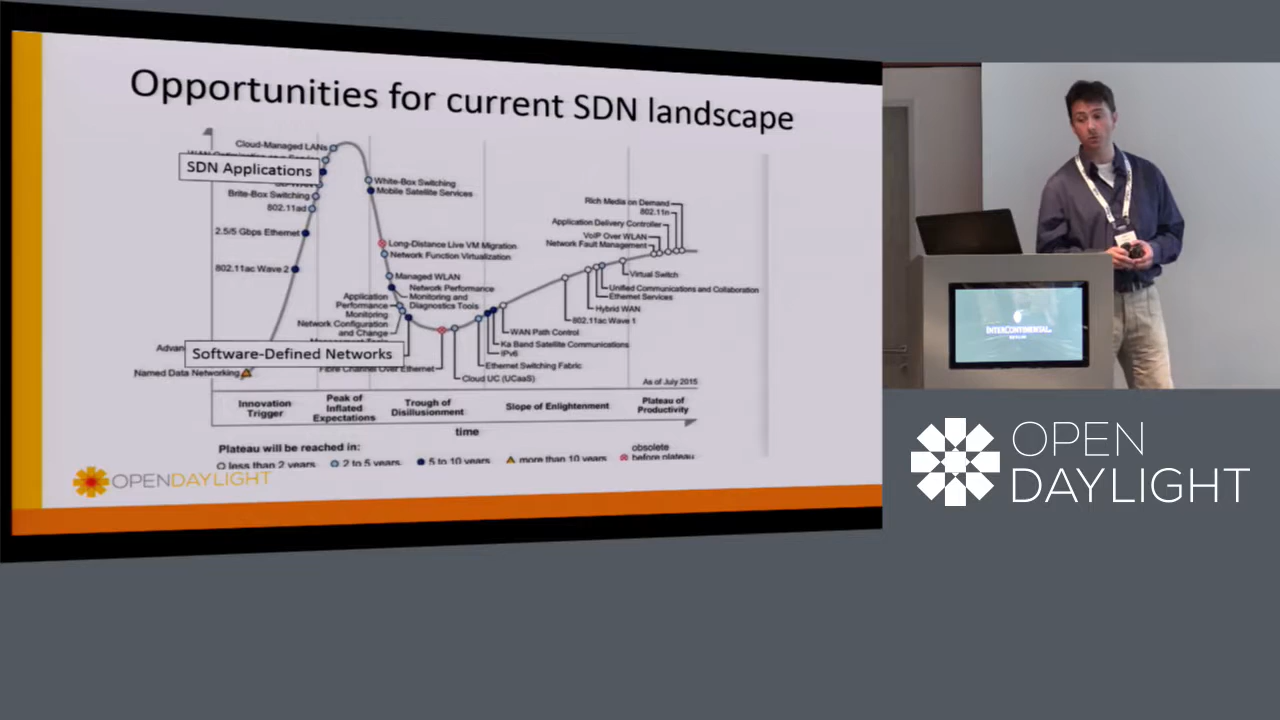 Opportunities for current SDN landscape
Cloud-Managed LANs
SDN Applications
White-Box Switching
Mobile Satellite Services
Brite-Box Switching
802.11ad
Rich Media on Demand
802.11n
Application Delivery Controller
2.5/5 Gbps Ethernet
VoIP Over WLAN
Network Fault Management
Long-Distance Live VM Migration
Network Function Virtualization
802.11ac Wave 2
Managed WLAN
Virtual Switch
Network Performance
Monitoring and
Diagnostics Tools
Unified Communications and Collaboration
Ethernet Services
Application
Performance
Monitoring
Hybrid WAN
802.11ac Wave 1
Network Configuration
and Change
WAN Path Control
Ka Band Satellite Communications
IPv6
Software-Defined Networks
Ethernet Switching Fabric
Fibre Channel Over Ethernet
Named Data Networking
Cloud UC (UCaaS)
As of July 2015
Innovation
Trigger
Peak of
Inflated
Expectations
Trough of
Disillusionment
Slope of Enlightenment
Plateau of
Productivity
time
Plateau will be reached in:
less than 2 years
2 to 5 years
5 to 10 years
more than 10 years
obsolete
before plateau
OPENDAYLIGHT
INTERCONTINENTAL
OPEN
DAYLIGHT